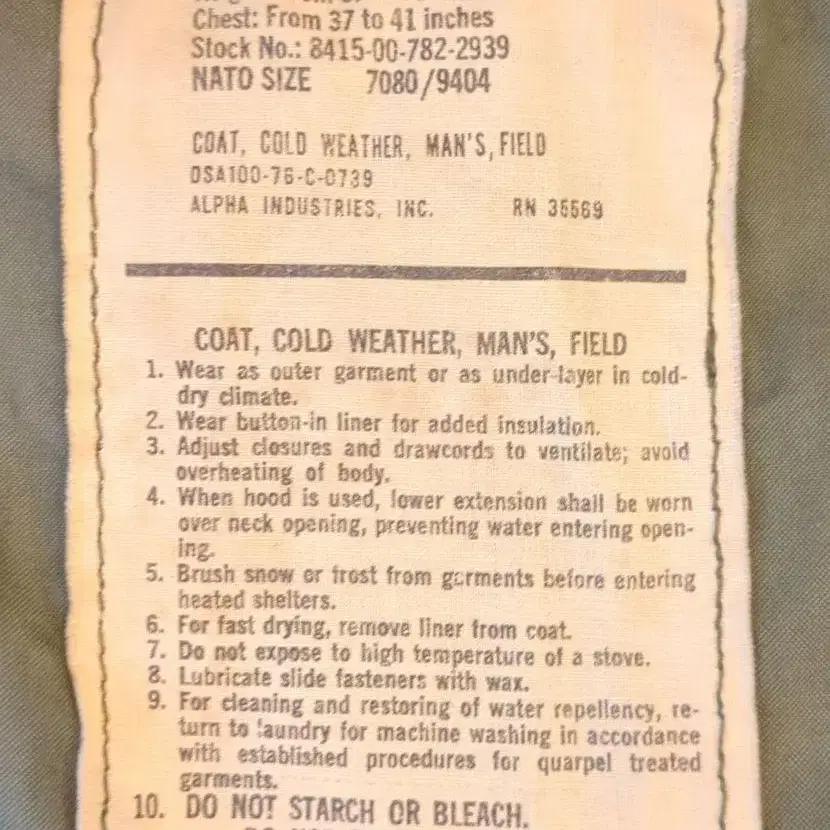 Chest: From 37 to 41 inches
Stock No.: 8415-00-782-2939
NATO SIZE 7080/9404
COAT, COLD WEATHER, MAN'S, FIELD
DSA100-76-C-0739
ALPHA INDUSTRIES, INC. RN 35569
COAT, COLD WEATHER, MAN'S, FIELD
1. Wear as outer garment or as under-layer in cold-
dry climate.
2. Wear button-in liner for added insulation.
3. Adjust closures and drawcords to ventilate; avoid
overheating of body.
4. When hood is used, lower extension shall be worn
over neck opening, preventing water entering open-
ing.
5. Brush snow or frost from garments before entering
heated shelters.
6. For fast drying, remove liner from coat.
7. Do not expose to high temperature of a stove.
8. Lubricate slide fasteners with wax.
9. For cleaning and restoring of water repellency, re-
turn to laundry for machine washing in accordance
with established procedures for quarpel treated
garments.
10. DO NOT STARCH OR BLEACH.